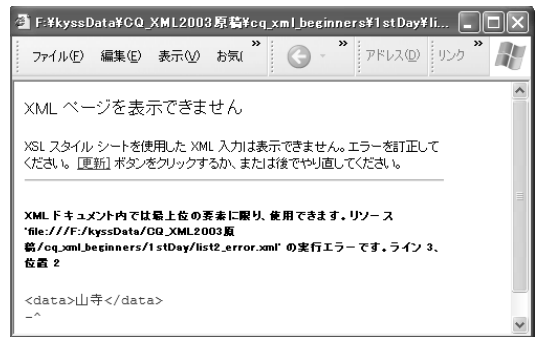 F:¥kyssData¥CQ_XML2003原稿¥cq_xml_beginners¥1stDay¥li...
ファイル(F) 編集(E) 表示(V) お気( » » アドレス(D) リンク »
XML ページを表示できません
XSL スタイル シートを使用した XML 入力は表示できません。エラーを訂正して
ください。[更新] ボタンをクリックするか、または後でやり直してください。
XMLドキュメント内では最上位の要素に限り、使用できます。リソース
'file:///F:/kyssData/CQ_XML2003原
稿/cq_xml_beginners/1stDay/list2_error.xml' の実行エラーです。ライン 3、
位置 2
<data>山寺</data>
-^